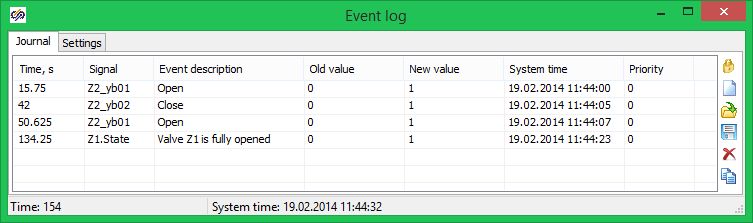 Event log
Journal Settings
Time, s Signal Event description Old value New value System time Priority
15.75 Z2_yb01 Open 0 1 19.02.2014 11:44:00 0
42 Z2_yb02 Close 0 1 19.02.2014 11:44:05 0
50.625 Z2_yb01 Open 0 1 19.02.2014 11:44:07 0
134.25 Z1.State Valve Z1 is fully opened 0 1 19.02.2014 11:44:23 0
Time: 154 System time: 19.02.2014 11:44:32